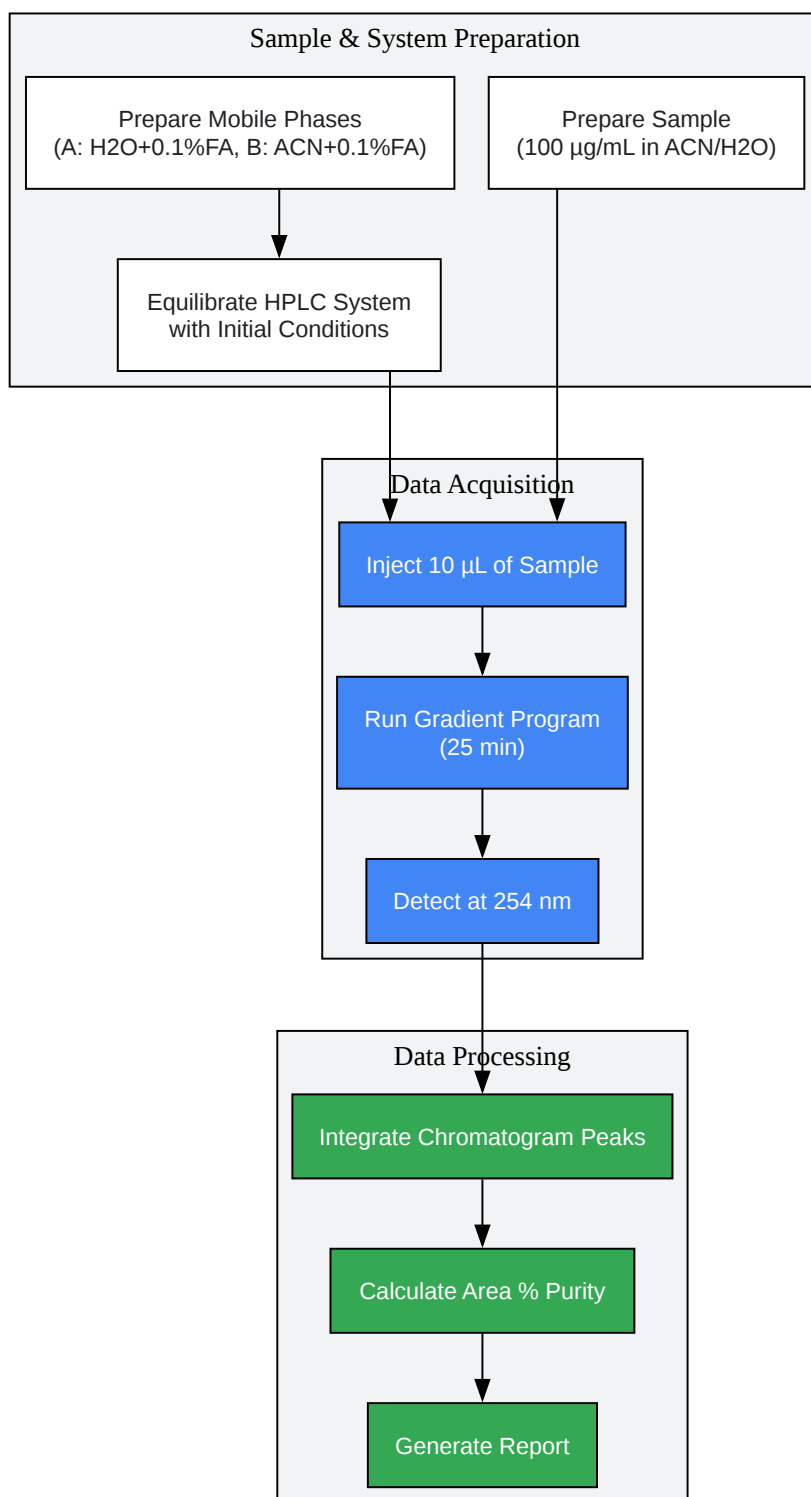 Sample & System Preparation
Prepare Mobile Phases
(A: H2O+0.1%FA, B: ACN+0.1%FA)
Prepare Sample
(100 µg/mL in ACN/H2O)
Equilibrate HPLC System
with Initial Conditions
Data Acquisition
Inject 10 µL of Sample
Run Gradient Program
(25 min)
Detect at 254 nm
Data Processing
Integrate Chromatogram Peaks
Calculate Area % Purity
Generate Report